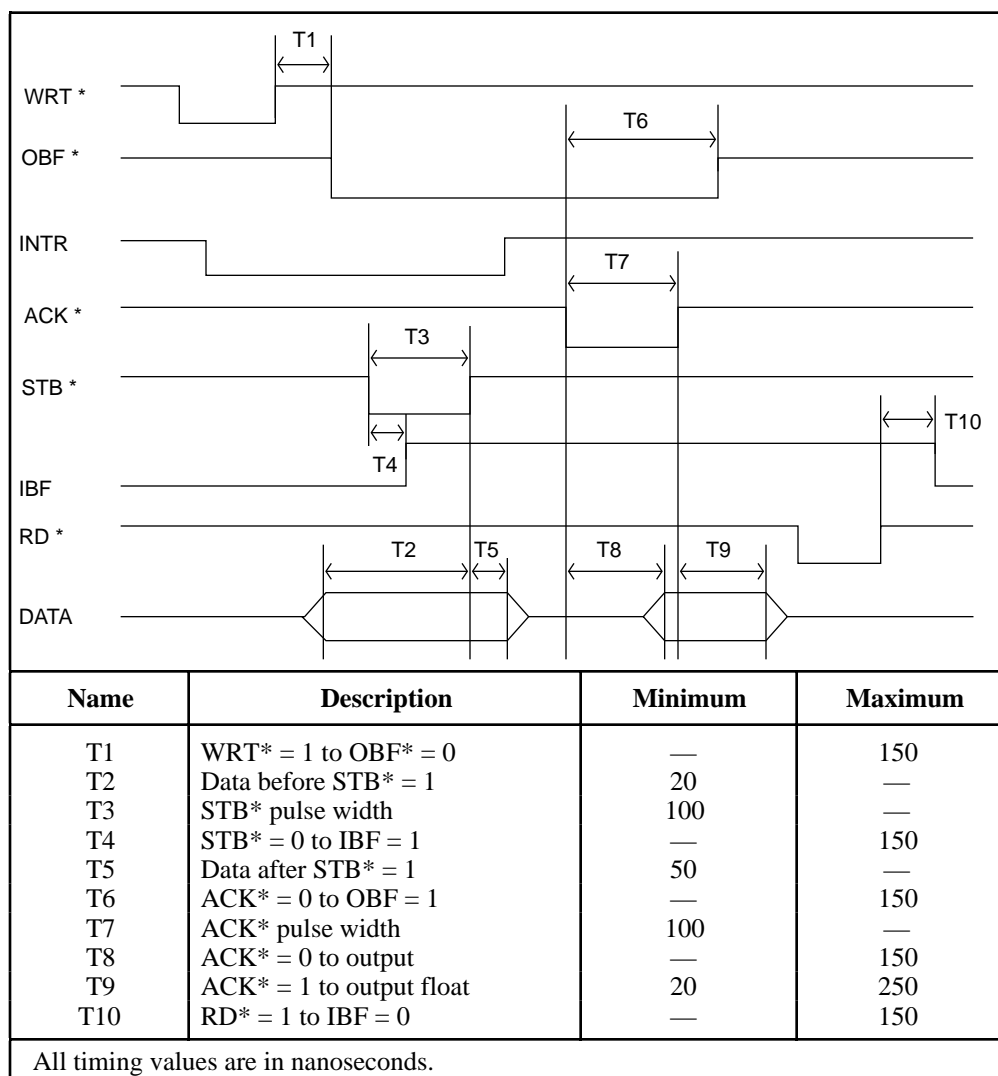 T1
WRT *
T6
OBF *
INTR
T7
ACK *
T3
STB *
T10
T4
IBF
RD *
T2 T5 T8 T9
DATA
Name Description Minimum Maximum
T1 WRT* = 1 to OBF* = 0 — 150
T2 Data before STB* = 1 20 —
T3 STB* pulse width 100 —
T4 STB* = 0 to IBF = 1 — 150
T5 Data after STB* = 1 50 —
T6 ACK* = 0 to OBF = 1 — 150
T7 ACK* pulse width 100 —
T8 ACK* = 0 to output — 150
T9 ACK* = 1 to output float 20 250
T10 RD* = 1 to IBF = 0 — 150
All timing values are in nanoseconds.